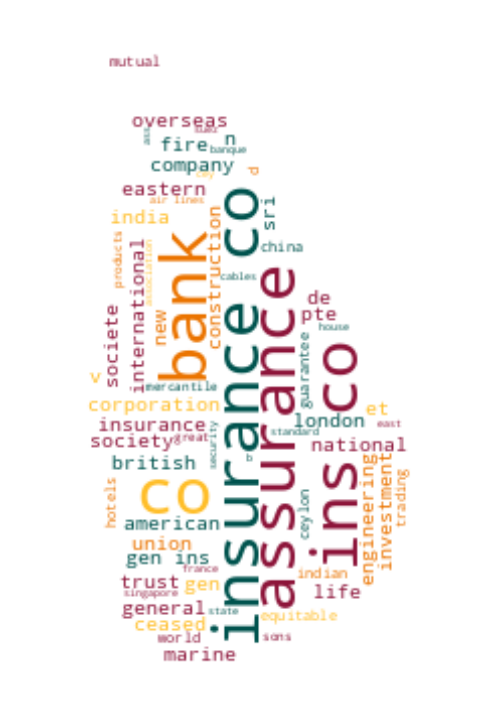 mutual
overseas
suez
ass
fire
n
banque
company
cey
d
eastern
air lines
sri
india
co
construction
products
china
association
international
bank
cables
insurance
assurance
de
pte
new
house
societe
guarantee
co
v
mercantile
corporation
et
london
east
insurance
standard
society
great
security
national
british
b
co
ins
engineering
investment
trading
hotels
ceylon
american
union
gen ins
france
indian
trust
gen
life
singapore
general
state
equitable
ceased
world
sons
marine